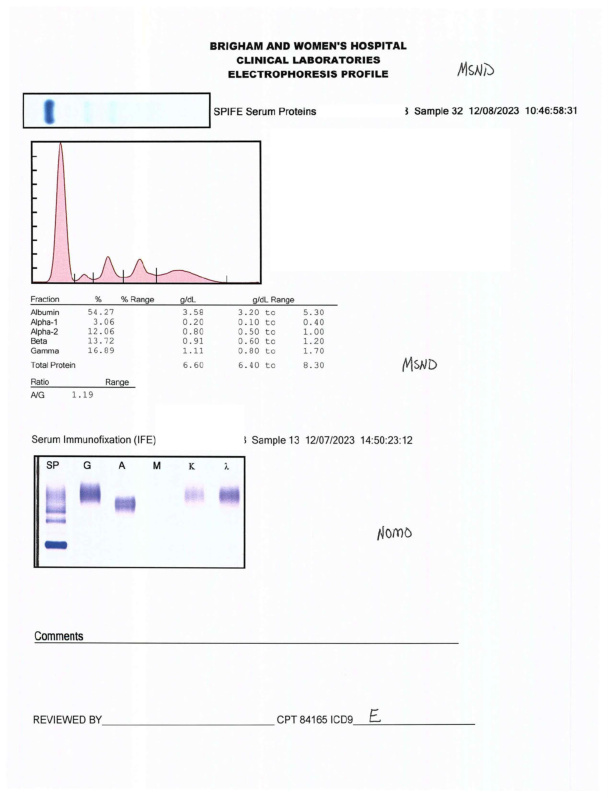 BRIGHAM AND WOMEN'S HOSPITAL
CLINICAL LABORATORIES
ELECTROPHORESIS PROFILE
MSND
SPIFE Serum Proteins Sample 32 12/08/2023 10:46:58:31
Fraction % % Range g/dL g/dL Range
Albumin 54.27 3.58 3.20 to 5.30
Alpha-1 3.06 0.20 0.10 to 0.40
Alpha-2 12.06 0.80 0.50 to 1.00
Beta 13.72 0.91 0.60 to 1.20
Gamma 16.89 1.11 0.80 to 1.70
Total Protein 6.60 6.40 to 8.30
MSND
Ratio Range
A/G 1.19
Serum Immunofixation (IFE) Sample 13 12/07/2023 14:50:23:12
SP G A M K λ
NOMO
Comments
REVIEWED BY CPT 84165 ICD9 E